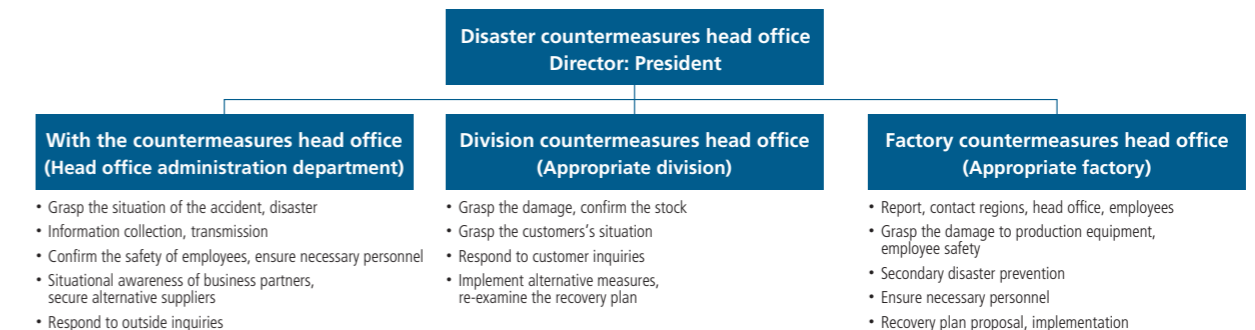 Disaster countermeasures head office
Director: President
With the countermeasures head office
(Head office administration department)
• Grasp the situation of the accident, disaster
• Information collection, transmission
• Confirm the safety of employees, ensure necessary personnel
• Situational awareness of business partners,
secure alternative suppliers
• Respond to outside inquiries
Division countermeasures head office
(Appropriate division)
• Grasp the damage, confirm the stock
• Grasp the customers's situation
• Respond to customer inquiries
• Implement alternative measures,
re-examine the recovery plan
Factory countermeasures head office
(Appropriate factory)
• Report, contact regions, head office, employees
• Grasp the damage to production equipment,
employee safety
• Secondary disaster prevention
• Ensure necessary personnel
• Recovery plan proposal, implementation